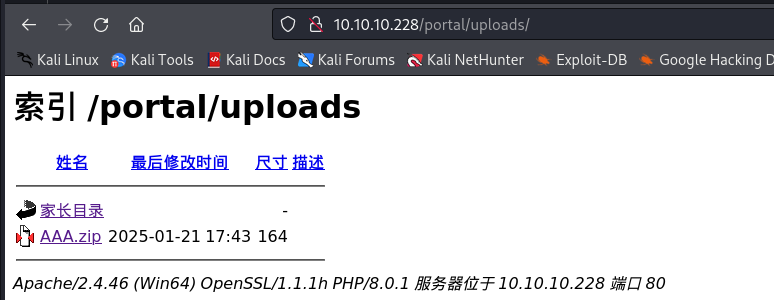 10.10.10.228/portal/uploads/
Kali Linux Kali Tools Kali Docs Kali Forums Kali NetHunter Exploit-DB Google Hacking D
索引 /portal/uploads
姓名 最后修改时间 尺寸 描述
家长目录 -
AAA.zip 2025-01-21 17:43 164
Apache/2.4.46 (Win64) OpenSSL/1.1.1h PHP/8.0.1 服务器位于 10.10.10.228 端口 80